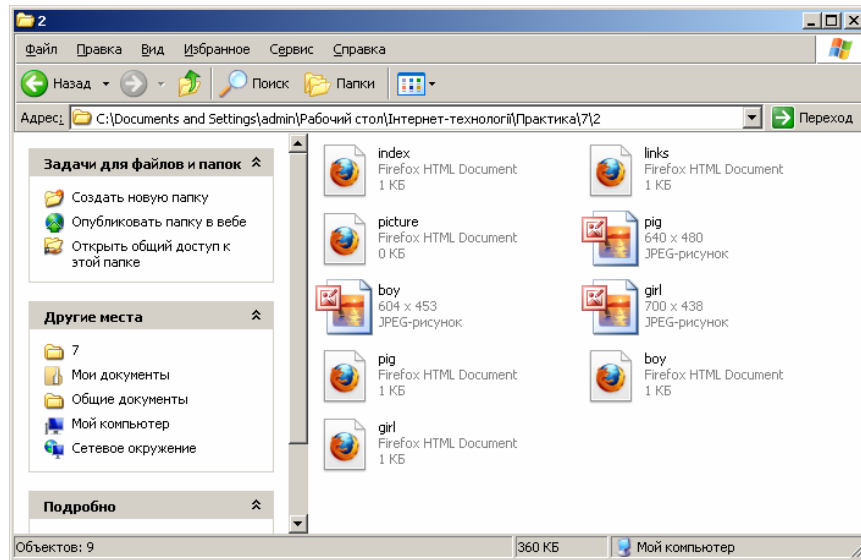 2
Файл Правка Вид Избранное Сервис Справка
Назад Поиск Папки
Адрес: C:\Documents and Settings\admin\Рабочий стол\Інтернет-технології\Практика\7\2 Переход
Задачи для файлов и папок
Создать новую папку
Опубликовать папку в вебе
Открыть общий доступ к
этой папке
Другие места
7
Мои документы
Общие документы
Мой компьютер
Сетевое окружение
Подробно
index
Firefox HTML Document
1 КБ
links
Firefox HTML Document
1 КБ
picture
Firefox HTML Document
0 КБ
pig
640 x 480
JPEG-рисунок
boy
604 x 453
JPEG-рисунок
girl
700 x 438
JPEG-рисунок
pig
Firefox HTML Document
1 КБ
boy
Firefox HTML Document
1 КБ
girl
Firefox HTML Document
1 КБ
Объектов: 9 360 КБ Мой компьютер